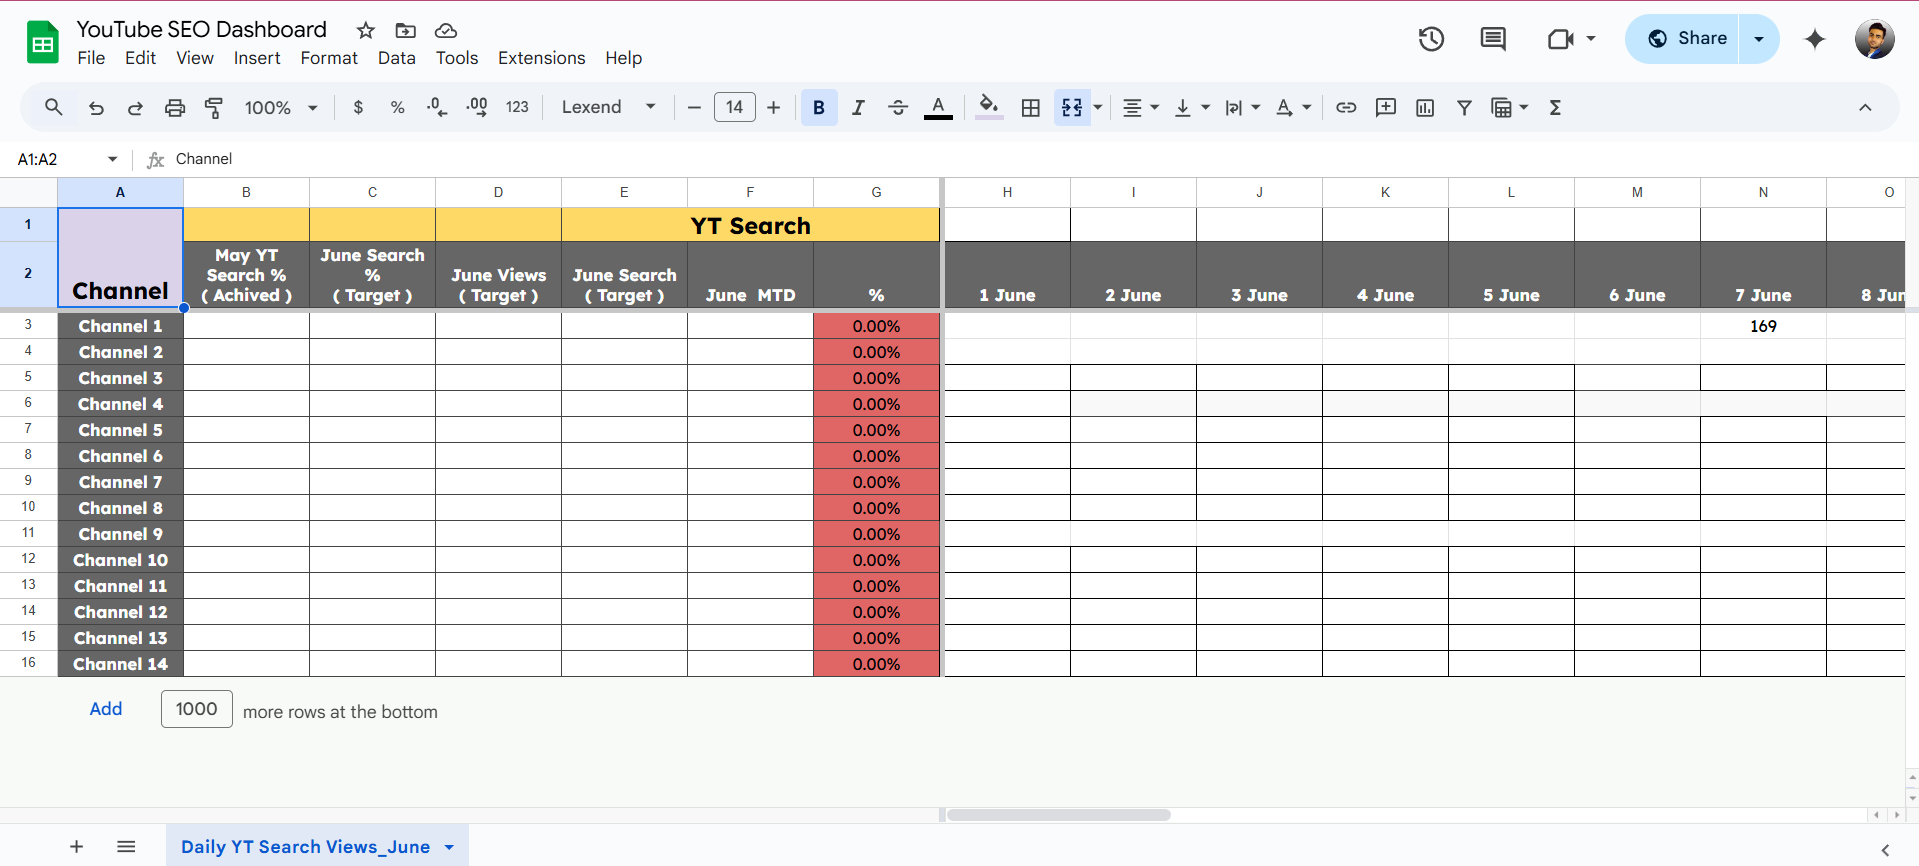 YouTube SEO Dashboard
File Edit View Insert Format Data Tools Extensions Help
Share
100% $ % .0 .00 123 Lexend 14 B I A A Σ
A1:A2 fx Channel
A B C D E F G H I J K L M N O
1 YT Search
2 Channel
May YT Search % ( Achived )
June Search % ( Target )
June Views ( Target )
June Search ( Target )
June MTD
%
1 June 2 June 3 June 4 June 5 June 6 June 7 June 8 Jun
3 Channel 1 0.00% 169
4 Channel 2 0.00%
5 Channel 3 0.00%
6 Channel 4 0.00%
7 Channel 5 0.00%
8 Channel 6 0.00%
9 Channel 7 0.00%
10 Channel 8 0.00%
11 Channel 9 0.00%
12 Channel 10 0.00%
13 Channel 11 0.00%
14 Channel 12 0.00%
15 Channel 13 0.00%
16 Channel 14 0.00%
Add 1000 more rows at the bottom
Daily YT Search Views_June